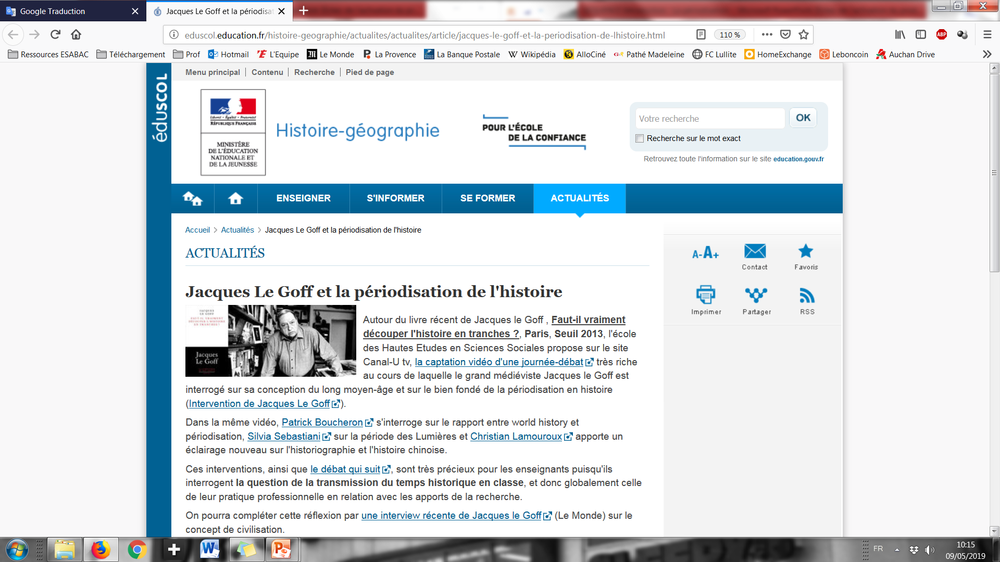 Google Traduction
Jacques Le Goff et la périodisat
eduscol.education.fr/histoire-geographie/actualites/actualites/article/jacques-le-goff-et-la-periodisation-de-lhistoire.html
110 %
Ressources ESABAC
Téléchargement
Prof
Hotmail
L'Equipe
Le Monde
La Provence
La Banque Postale
Wikipédia
AlloCiné
Pathé Madeleine
FC Lullite
HomeExchange
Leboncoin
Auchan Drive
éduscol
Menu principal | Contenu | Recherche | Pied de page
Liberté • Égalité • Fraternité
RÉPUBLIQUE FRANÇAISE
MINISTÈRE
DE L'ÉDUCATION
NATIONALE ET
DE LA JEUNESSE
Histoire-géographie
POUR L'ÉCOLE
DE LA CONFIANCE
Votre recherche
OK
Recherche sur le mot exact
Retrouvez toute l'information sur le site education.gouv.fr
ENSEIGNER
S'INFORMER
SE FORMER
ACTUALITÉS
Accueil > Actualités > Jacques Le Goff et la périodisation de l'histoire
ACTUALITÉS
A-A+
Contact
Favoris
Imprimer
Partager
RSS
Jacques Le Goff et la périodisation de l'histoire
JACQUES
LE GOFF
FAUT-IL VRAIMENT
DÉCOUPER L'HISTOIRE
EN TRANCHES ?
Jacques
Le Goff
Autour du livre récent de Jacques le Goff , Faut-il vraiment
découper l'histoire en tranches ?, Paris, Seuil 2013, l'école
des Hautes Etudes en Sciences Sociales propose sur le site
Canal-U tv, la captation vidéo d'une journée-débat très riche
au cours de laquelle le grand médiéviste Jacques le Goff est
interrogé sur sa conception du long moyen-âge et sur le bien fondé de la périodisation en histoire
(Intervention de Jacques Le Goff).
Dans la même vidéo, Patrick Boucheron s'interroge sur le rapport entre world history et
périodisation, Silvia Sebastiani sur la période des Lumières et Christian Lamouroux apporte un
éclairage nouveau sur l'historiographie et l'histoire chinoise.
Ces interventions, ainsi que le débat qui suit, sont très précieux pour les enseignants puisqu'ils
interrogent la question de la transmission du temps historique en classe, et donc globalement celle
de leur pratique professionnelle en relation avec les apports de la recherche.
On pourra compléter cette réflexion par une interview récente de Jacques le Goff (Le Monde) sur le
concept de civilisation.
FR
10:15
09/05/2019